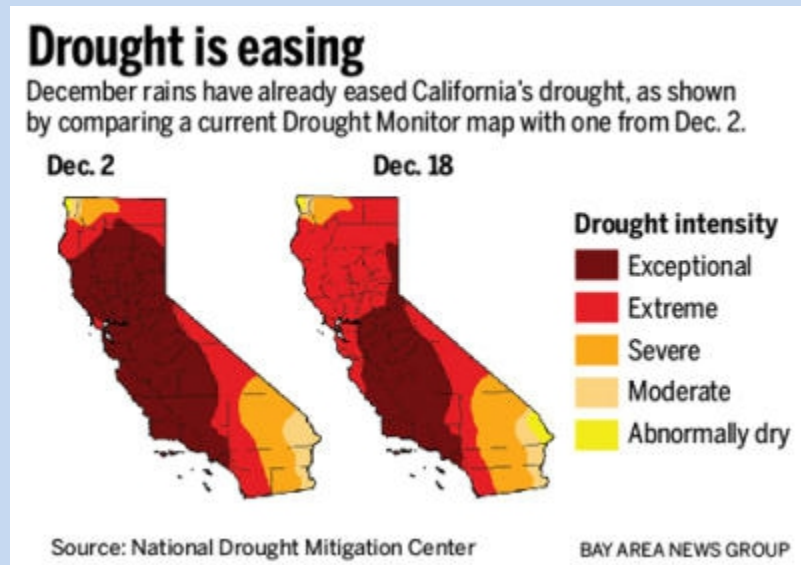 Drought is easing
December rains have already eased California's drought, as shown
by comparing a current Drought Monitor map with one from Dec. 2.
Dec. 2
Dec. 18
Drought intensity
Exceptional
Extreme
Severe
Moderate
Abnormally dry
Source: National Drought Mitigation Center
BAY AREA NEWS GROUP